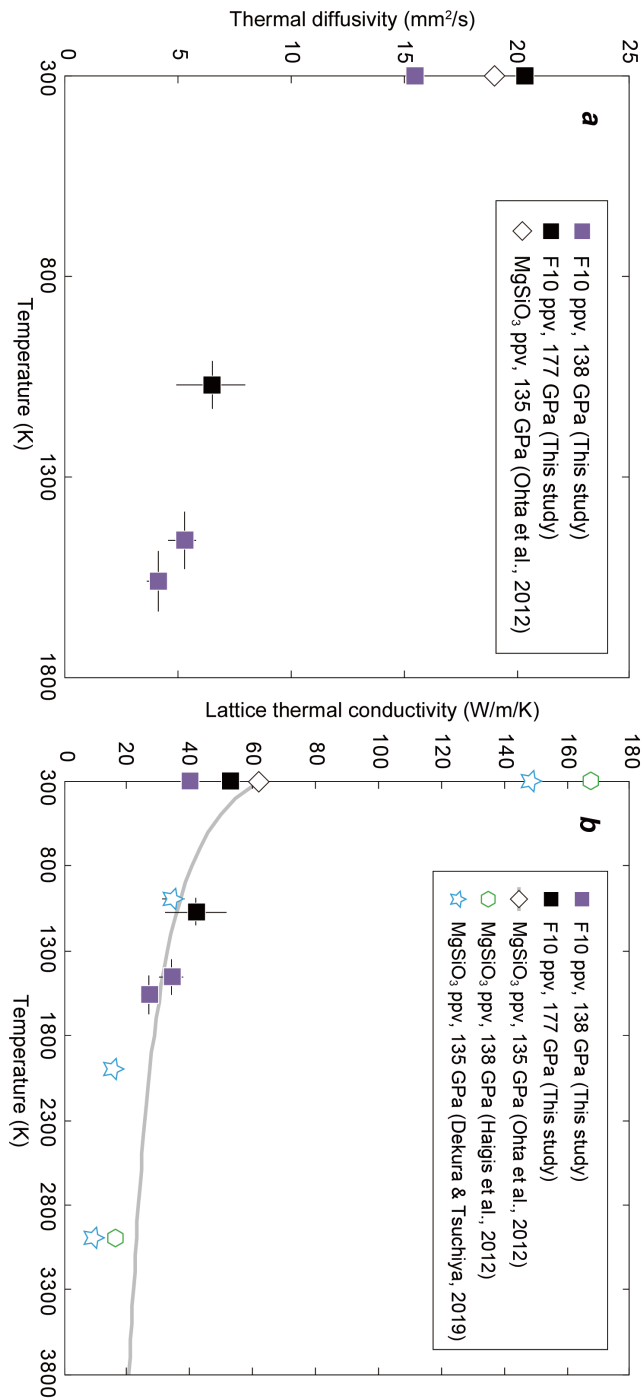 Thermal diffusivity (mm²/s)
25
20
15
10
5
0
300
800
1300
1800
Temperature (K)
a
F10 ppv, 138 GPa (This study)
F10 ppv, 177 GPa (This study)
MgSiO₃ ppv, 135 GPa (Ohta et al., 2012)
Lattice thermal conductivity (W/m/K)
180
160
140
120
100
80
60
40
20
0
300
800
1300
1800
2300
2800
3300
3800
Temperature (K)
b
F10 ppv, 138 GPa (This study)
F10 ppv, 177 GPa (This study)
MgSiO₃ ppv, 135 GPa (Ohta et al., 2012)
MgSiO₃ ppv, 138 GPa (Haigis et al., 2012)
MgSiO₃ ppv, 135 GPa (Dekura & Tsuchiya, 2019)